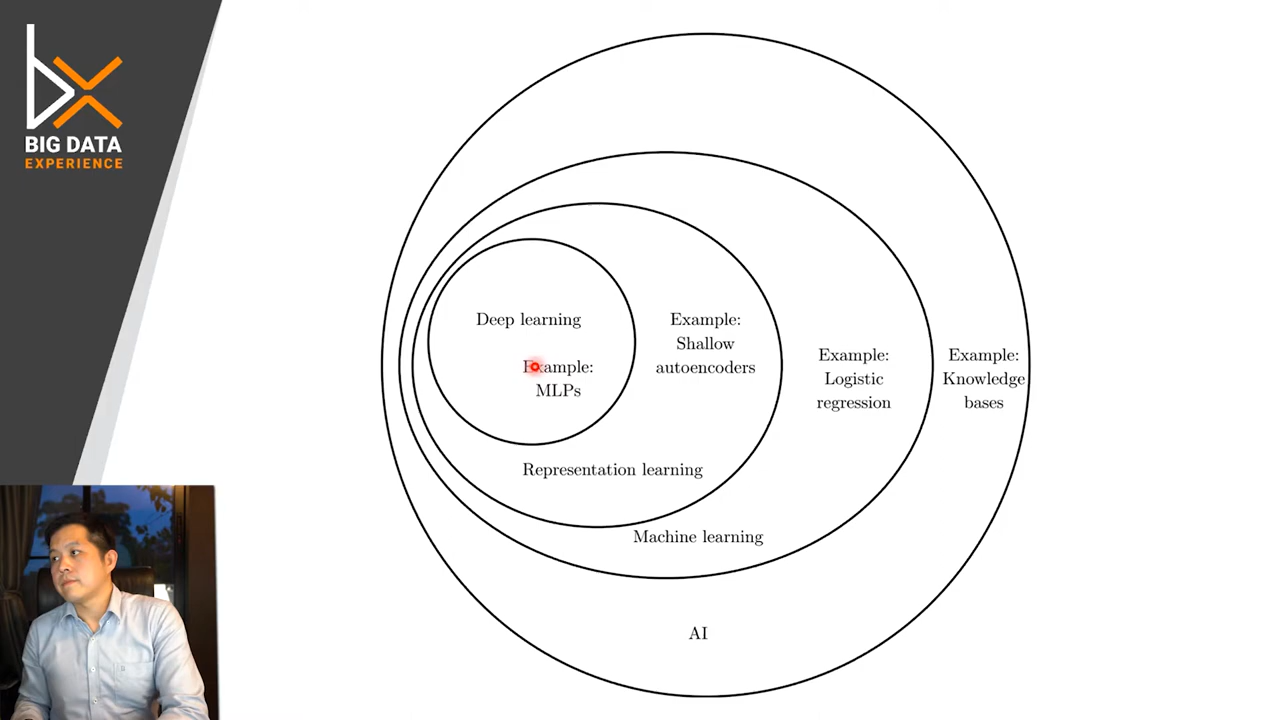 BIG DATA
EXPERIENCE
Deep learning
Example:
MLPs
Example:
Shallow
autoencoders
Example:
Logistic
regression
Example:
Knowledge
bases
Representation learning
Machine learning
AI